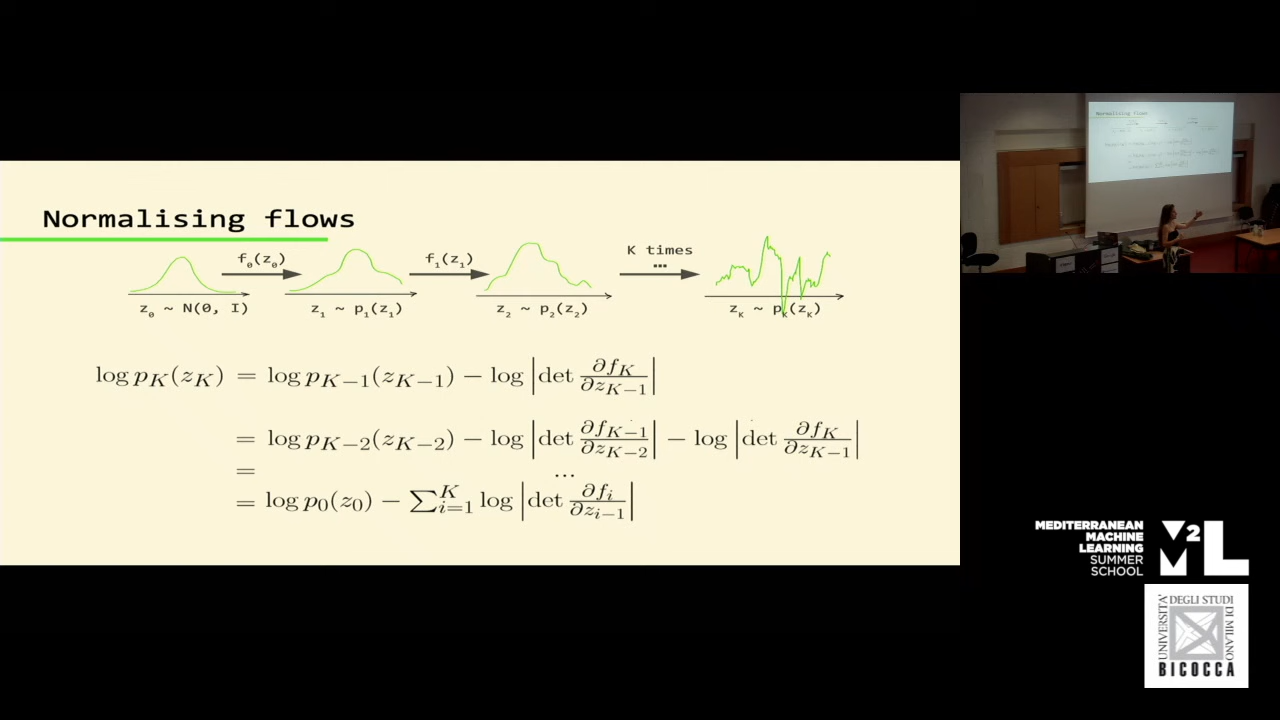 Normalising flows
f₀(z₀) f₁(z₁) K times
...
z₀ ~ N(0, I) z₁ ~ p₁(z₁) z₂ ~ p₂(z₂) z_K ~ p_K(z_K)
log p_K(z_K) = log p_{K−1}(z_{K−1}) − log |det ∂f_K/∂z_{K−1}|
= log p_{K−2}(z_{K−2}) − log |det ∂f_{K−1}/∂z_{K−2}| − log |det ∂f_K/∂z_{K−1}|
= ...
= log p₀(z₀) − ∑_{i=1}^{K} log |det ∂f_i/∂z_{i−1}|
Normalising flows
MEDITERRANEAN
MACHINE
LEARNING
SUMMER
SCHOOL
M²L
UNIVERSITÀ
DEGLI STUDI
DI MILANO
BICOCCA